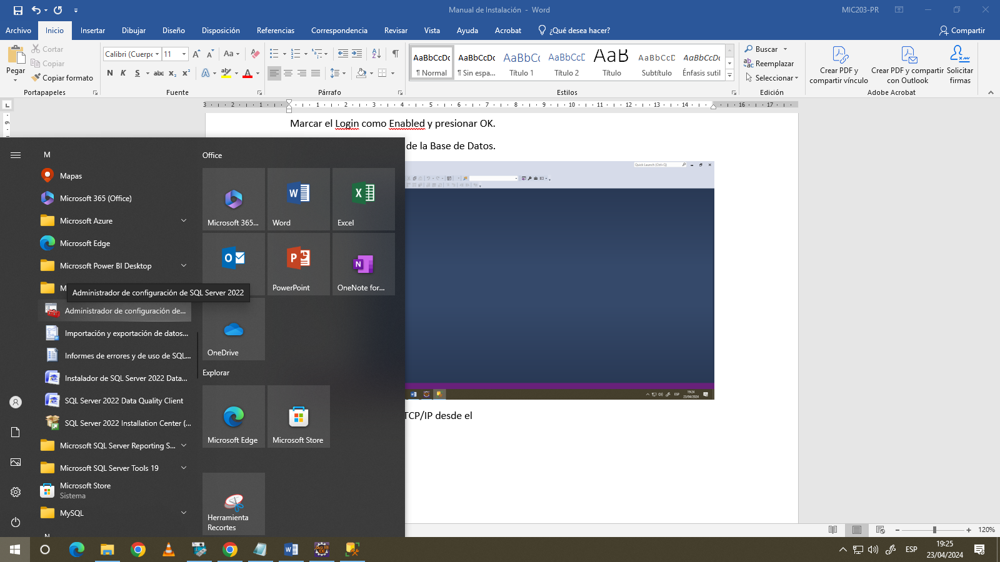 Manual de Instalación - Word
MIC203-PR
Archivo Inicio Insertar Dibujar Diseño Disposición Referencias Correspondencia Revisar Vista Ayuda Acrobat ¿Qué desea hacer? Compartir
Pegar
Cortar
Copiar
Copiar formato
Portapapeles
Calibri (Cuerpo 11
N K S abc x₂ x²
Fuente
Párrafo
AaBbCcDc AaBbCcDc AaBbCc AaBbCcD AaB AaBbCcD AaBbCcDc
¶ Normal ¶ Sin espa... Título 1 Título 2 Título Subtítulo Énfasis sutil
Estilos
Buscar
Reemplazar
Seleccionar
Edición
Crear PDF y compartir vínculo
Crear PDF y compartir con Outlook
Solicitar firmas
Adobe Acrobat
3 2 1 1 2 3 4 5 6 7 8 9 10 11 12 13 14 16 17
Marcar el Login como Enabled y presionar OK.
de la Base de Datos.
Quick Launch (Ctrl+Q)
ESP
19:24
23/04/2024
TCP/IP desde el
M
Mapas
Microsoft 365 (Office)
Microsoft Azure
Microsoft Edge
Microsoft Power BI Desktop
M
Administrador de configuración de SQL Server 2022
Administrador de configuración de...
Importación y exportación de datos...
Informes de errores y de uso de SQL...
Instalador de SQL Server 2022 Data...
SQL Server 2022 Data Quality Client
SQL Server 2022 Installation Center (...
Microsoft SQL Server Reporting S...
Microsoft SQL Server Tools 19
Microsoft Store
Sistema
MySQL
N
Office
Microsoft 365...
Word
Excel
PowerPoint
OneNote for...
OneDrive
Explorar
Microsoft Edge
Microsoft Store
Herramienta Recortes
120%
ESP
19:25
23/04/2024